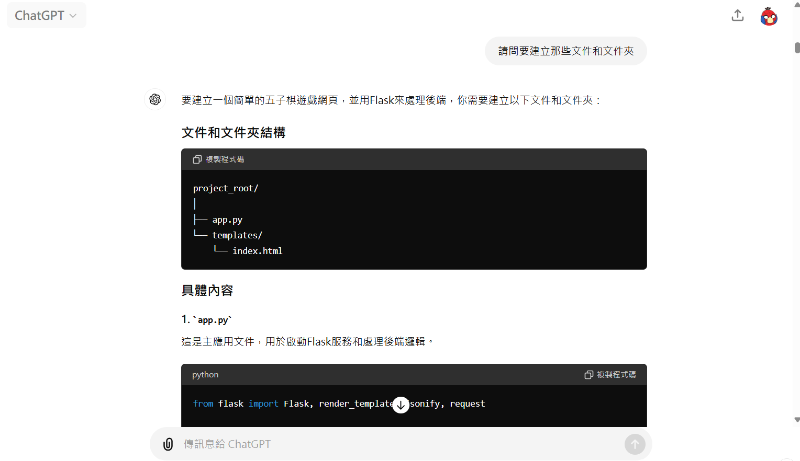 ChatGPT
請問要建立那些文件和文件夾
要建立一個簡單的五子棋遊戲網頁，並用Flask來處理後端，你需要建立以下文件和文件夾：
文件和文件夾結構
複製程式碼
project_root/
│
├── app.py
└── templates/
    └── index.html
具體內容
1. `app.py`
這是主應用文件，用於啟動Flask服務和處理後端邏輯。
python
複製程式碼
from flask import Flask, render_template sonify, request
傳訊息給 ChatGPT